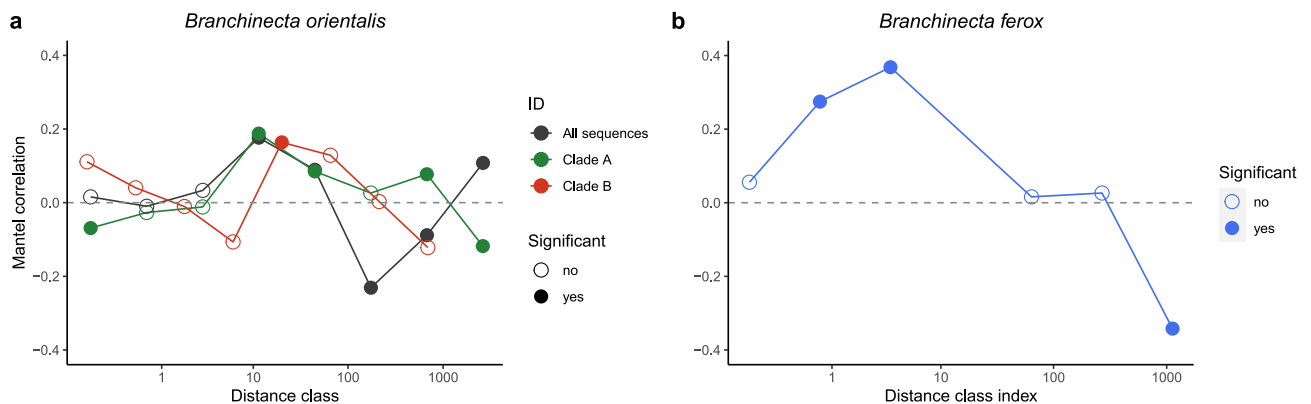 a
Branchinecta orientalis
0.4
0.2
0.0
−0.2
−0.4
Mantel correlation
1
10
100
1000
Distance class
ID
All sequences
Clade A
Clade B
Significant
no
yes
b
Branchinecta ferox
0.4
0.2
0.0
−0.2
−0.4
1
10
100
1000
Distance class index
Significant
no
yes